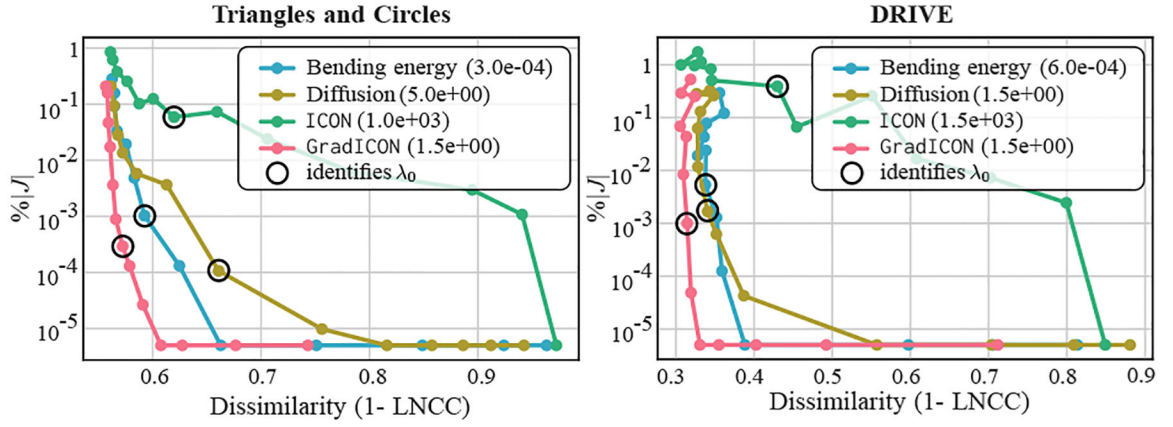 Triangles and Circles
%|J|
1
10⁻¹
10⁻²
10⁻³
10⁻⁴
10⁻⁵
Bending energy (3.0e-04)
Diffusion (5.0e+00)
ICON (1.0e+03)
GradICON (1.5e+00)
identifies λ₀
0.6
0.7
0.8
0.9
Dissimilarity (1- LNCC)
DRIVE
%|J|
1
10⁻¹
10⁻²
10⁻³
10⁻⁴
10⁻⁵
Bending energy (6.0e-04)
Diffusion (1.5e+00)
ICON (1.5e+03)
GradICON (1.5e+00)
identifies λ₀
0.3
0.4
0.5
0.6
0.7
0.8
0.9
Dissimilarity (1- LNCC)